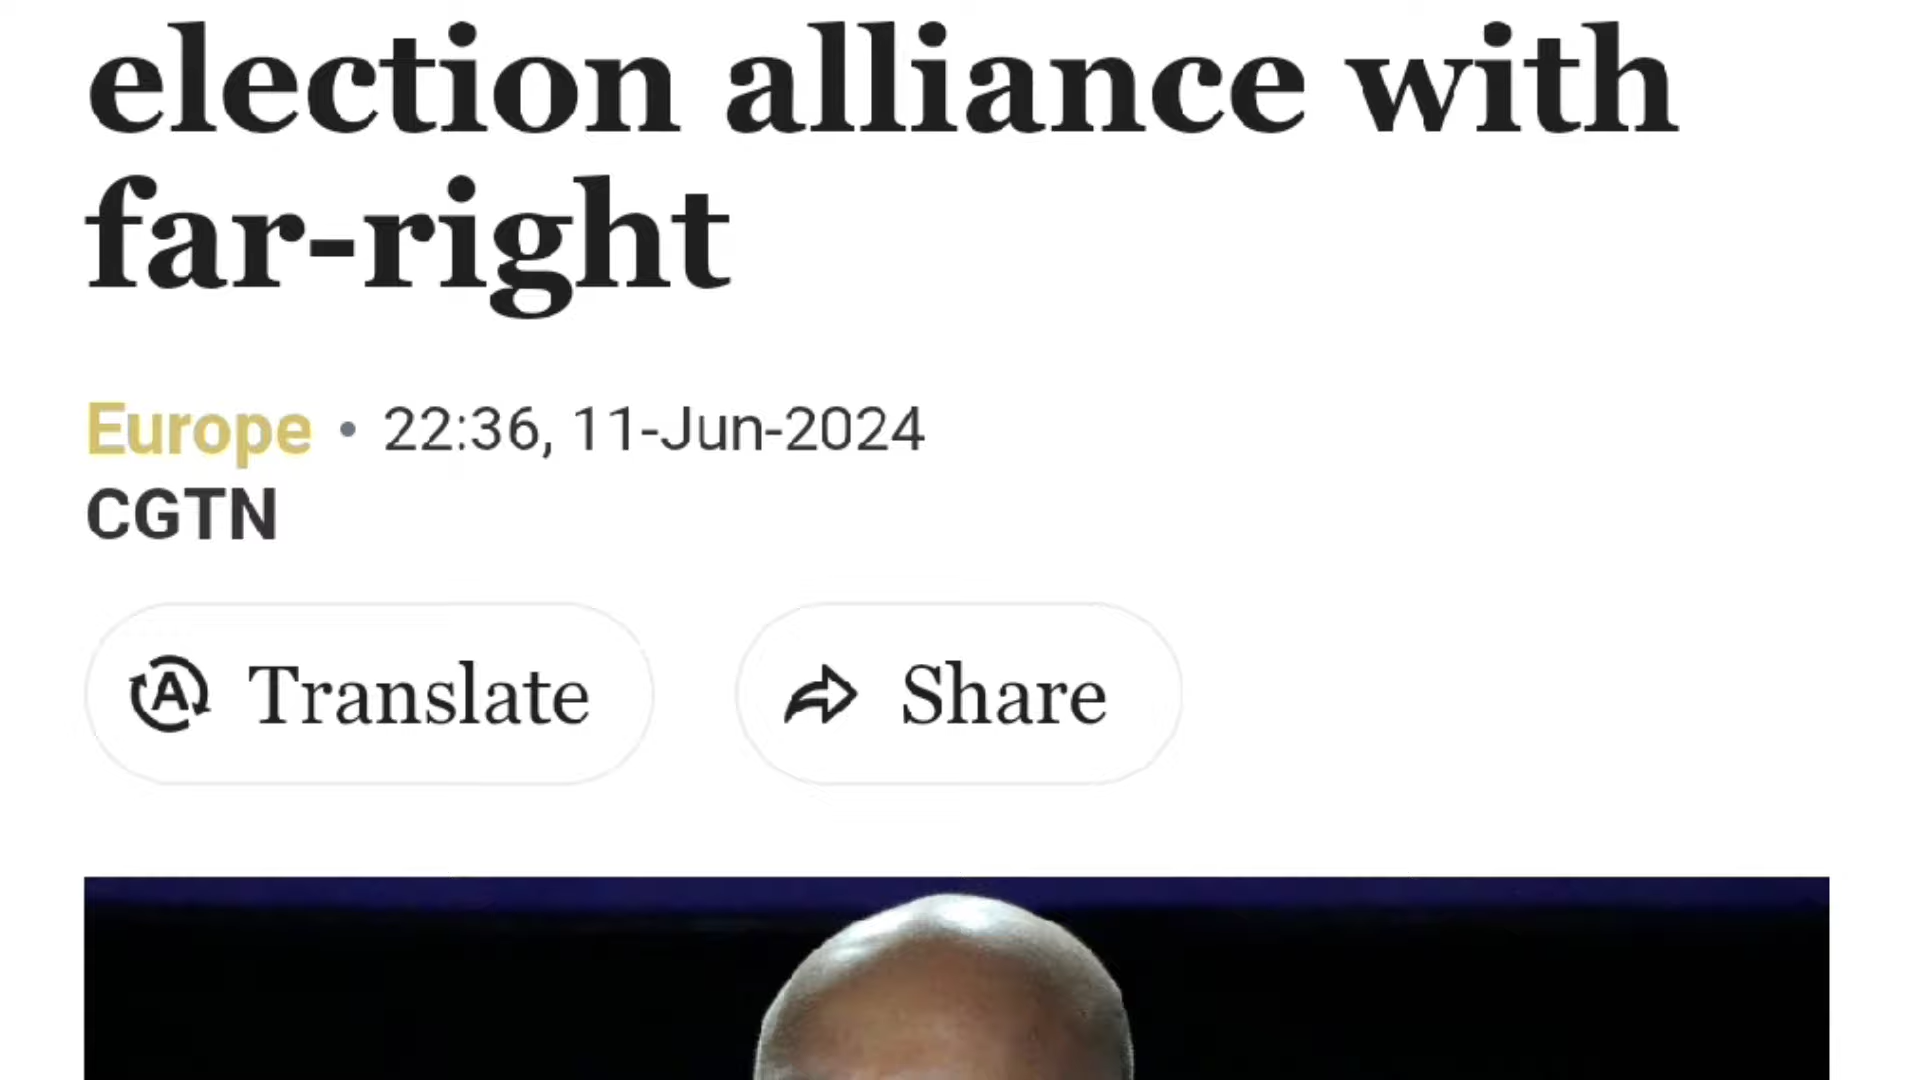 election alliance with
far-right
Europe • 22:36, 11-Jun-2024
CGTN
Translate
Share